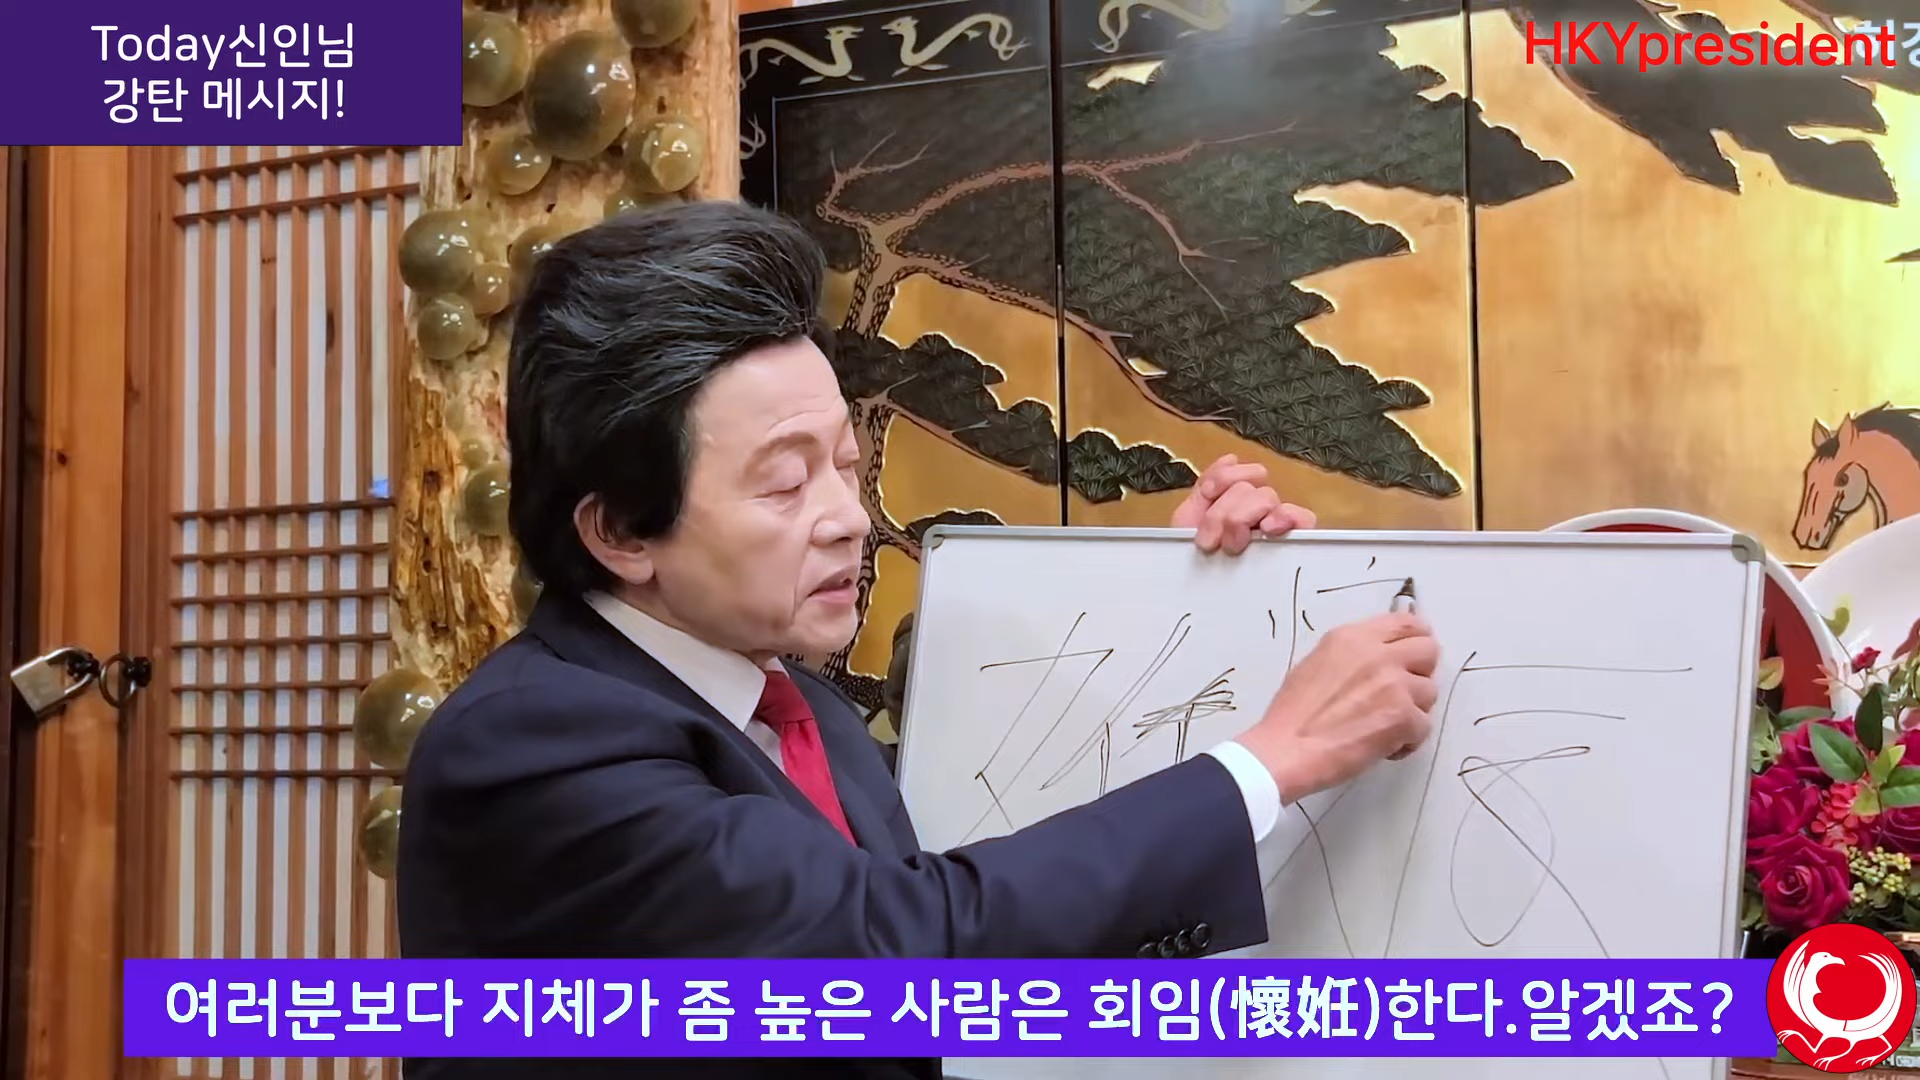 Today신인님
강탄 메시지!
HKYpresident
여러분보다 지체가 좀 높은 사람은 회임(懷姙)한다.알겠죠?